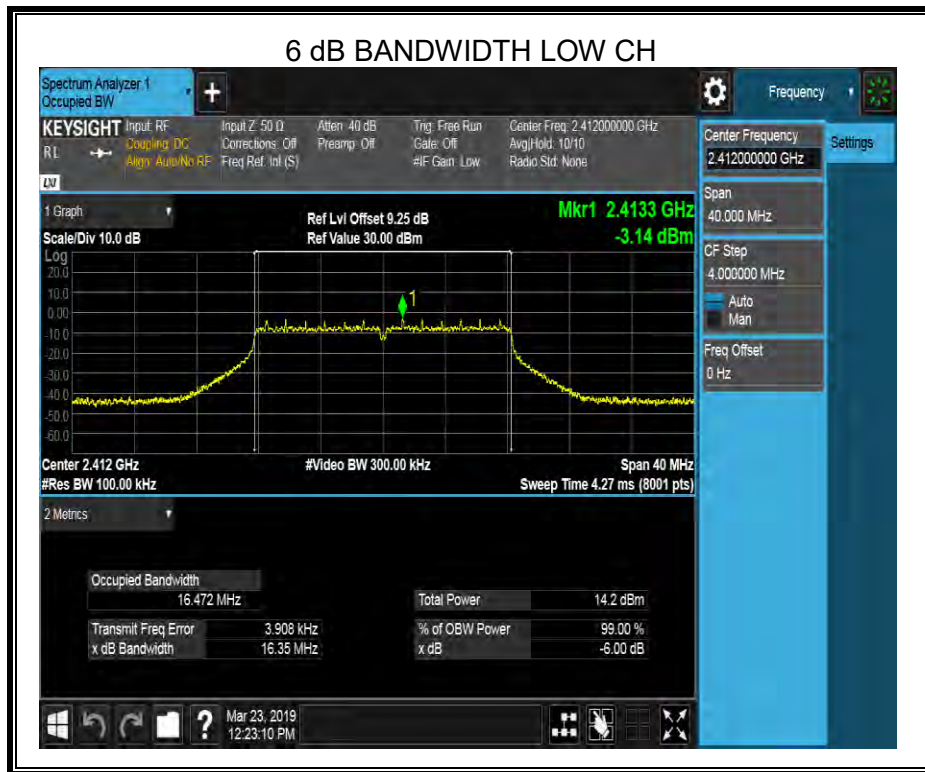 6 dB BANDWIDTH LOW CH
Spectrum Analyzer 1
Occupied BW
+
Frequency
KEYSIGHT
RL
LXI
Input: RF
Coupling: DC
Align: Auto/No RF
Input Z: 50 Ω
Corrections: Off
Freq Ref: Int (S)
Atten: 40 dB
Preamp: Off
Trig: Free Run
Gate: Off
#IF Gain: Low
Center Freq: 2.412000000 GHz
Avg|Hold: 10/10
Radio Std: None
Center Frequency
2.412000000 GHz
Settings
Span
40.000 MHz
CF Step
4.000000 MHz
Auto
Man
Freq Offset
0 Hz
1 Graph
Scale/Div 10.0 dB
Ref Lvl Offset 9.25 dB
Ref Value 30.00 dBm
Mkr1 2.4133 GHz
-3.14 dBm
Log
20.0
10.0
0.00
-10.0
-20.0
-30.0
-40.0
-50.0
-60.0
1
Center 2.412 GHz
#Video BW 300.00 kHz
Span 40 MHz
#Res BW 100.00 kHz
Sweep Time 4.27 ms (8001 pts)
2 Metrics
Occupied Bandwidth
16.472 MHz
Total Power 14.2 dBm
Transmit Freq Error 3.908 kHz
% of OBW Power 99.00 %
x dB Bandwidth 16.35 MHz
x dB -6.00 dB
?
Mar 23, 2019
12:23:10 PM